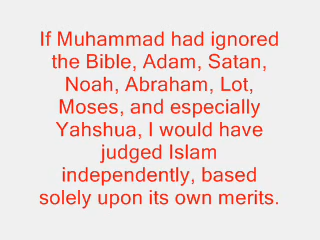 If Muhammad had ignored
the Bible, Adam, Satan,
Noah, Abraham, Lot,
Moses, and especially
Yahshua, I would have
judged Islam
independently, based
solely upon its own merits.